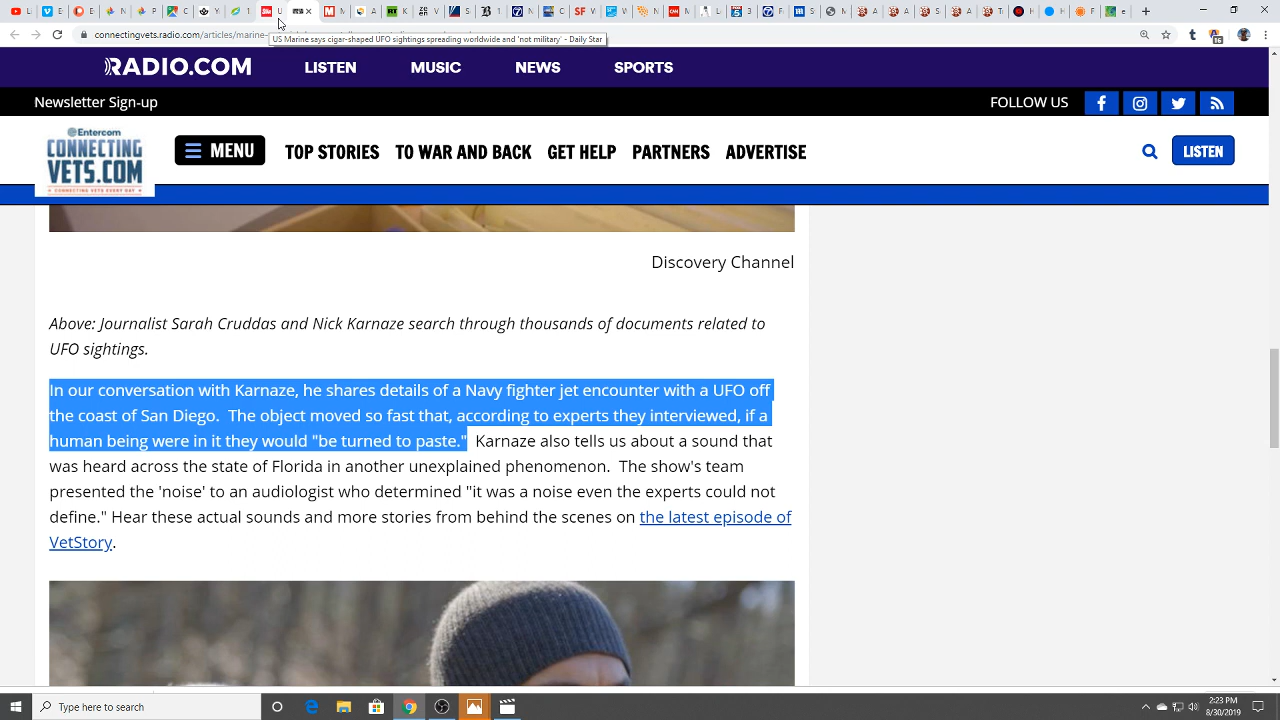 connectingvets.radio.com/articles/marine-
US Marine says cigar-shaped UFO sightings spreading worldwide and 'not military' - Daily Star
RADIO.COM LISTEN MUSIC NEWS SPORTS
Newsletter Sign-up FOLLOW US
Entercom
CONNECTING
VETS.COM
CONNECTING VETS EVERY DAY
MENU TOP STORIES TO WAR AND BACK GET HELP PARTNERS ADVERTISE LISTEN
Discovery Channel
Above: Journalist Sarah Cruddas and Nick Karnaze search through thousands of documents related to
UFO sightings.
In our conversation with Karnaze, he shares details of a Navy fighter jet encounter with a UFO off
the coast of San Diego.  The object moved so fast that, according to experts they interviewed, if a
human being were in it they would "be turned to paste."  Karnaze also tells us about a sound that
was heard across the state of Florida in another unexplained phenomenon.  The show's team
presented the 'noise' to an audiologist who determined "it was a noise even the experts could not
define." Hear these actual sounds and more stories from behind the scenes on the latest episode of
VetStory.
Type here to search
2:23 PM
8/30/2019